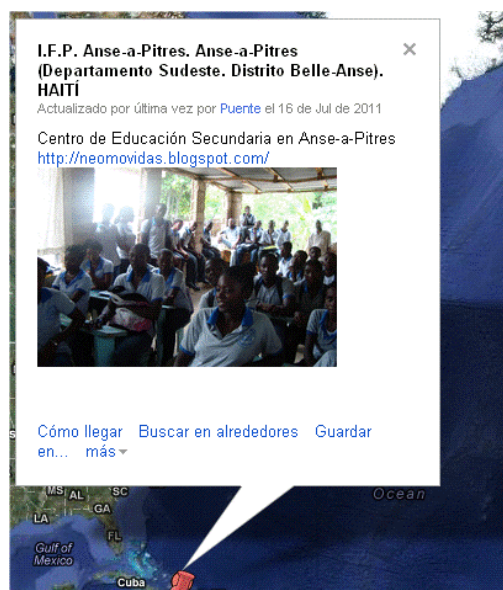 I.F.P. Anse-a-Pitres. Anse-a-Pitres
(Departamento Sudeste. Distrito Belle-Anse).
HAITÍ
Actualizado por última vez por Puente el 16 de Jul de 2011
Centro de Educación Secundaria en Anse-a-Pitres
http://neomovidas.blogspot.com/
Cómo llegar Buscar en alrededores Guardar
en... más
MS AL SC
LA GA
Ocean
FL
Gulf of
Mexico
Cuba